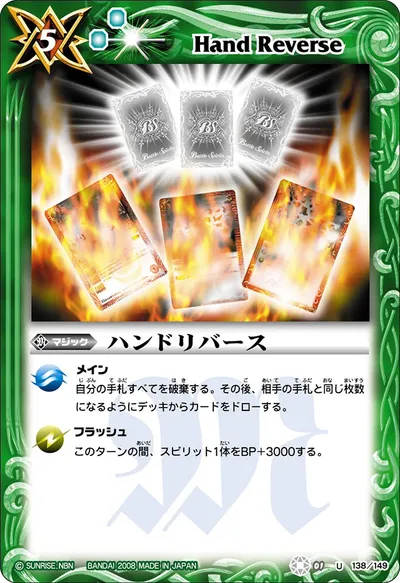 5
Hand Reverse
マジック ハンドリバース
メイン
自分の手札すべてを破棄する。その後、相手の手札と同じ枚数
になるようにデッキからカードをドローする。
フラッシュ
このターンの間、スピリット1体をBP+3000する。
©SUNRISE.NBN BANDAI 2008 MADE IN JAPAN 01 U 138/149